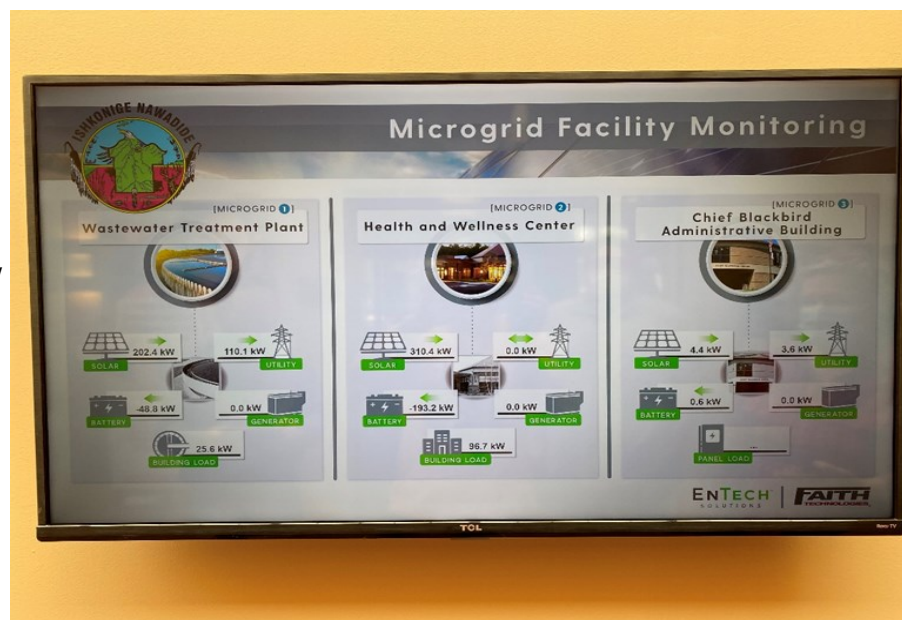 ISHKONIGE NAWADIDE
Microgrid Facility Monitoring
[MICROGRID 1]
Wastewater Treatment Plant
202.4 kW
110.1 kW
SOLAR
UTILITY
-48.8 kW
0.0 kW
BATTERY
GENERATOR
25.6 kW
BUILDING LOAD
[MICROGRID 2]
Health and Wellness Center
310.4 kW
0.0 kW
SOLAR
UTILITY
-193.2 kW
0.0 kW
BATTERY
GENERATOR
96.7 kW
BUILDING LOAD
[MICROGRID 3]
Chief Blackbird
Administrative Building
4.4 kW
3.6 kW
SOLAR
UTILITY
0.6 kW
0.0 kW
BATTERY
GENERATOR
...
PANEL LOAD
ENTECH
SOLUTIONS
FAITH
TECHNOLOGIES
TCL
Roku TV